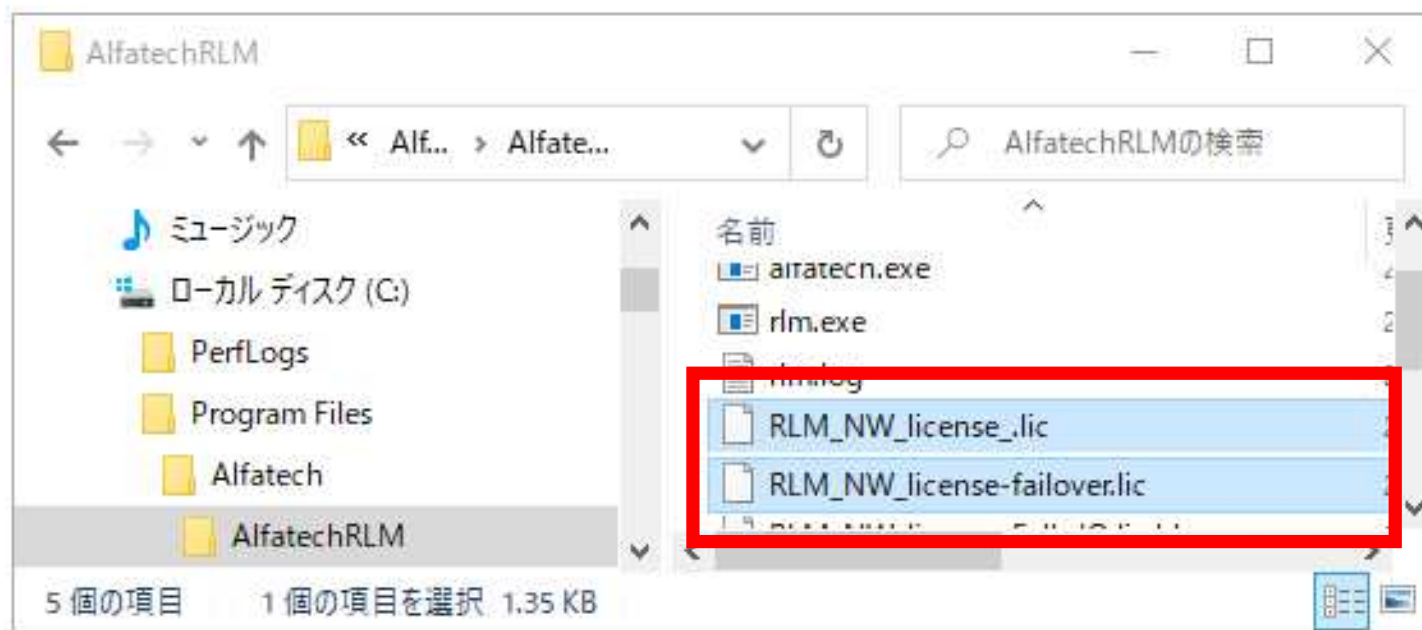 AlfatechRLM
« Alf... › Alfate...
AlfatechRLMの検索
ミュージック
ローカル ディスク (C:)
PerfLogs
Program Files
Alfatech
AlfatechRLM
名前
alfatech.exe
rlm.exe
rlm.log
RLM_NW_license_.lic
RLM_NW_license-failover.lic
5 個の項目
1 個の項目を選択 1.35 KB